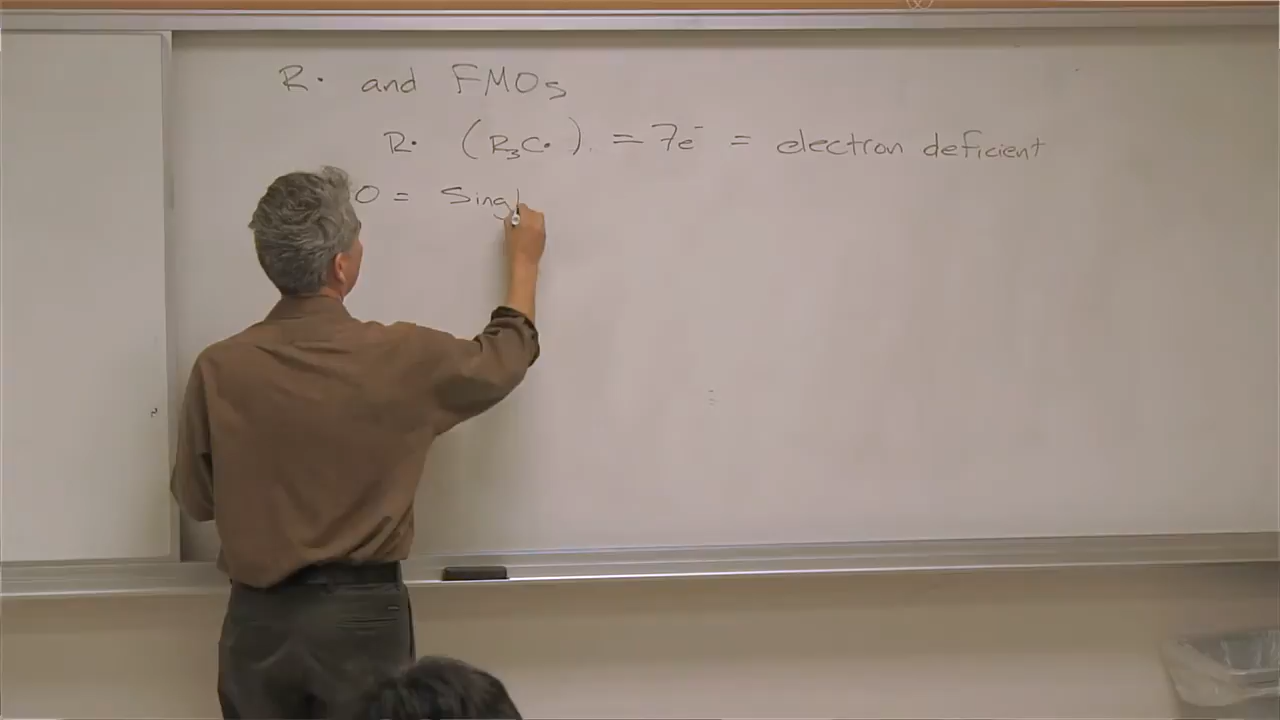 R· and FMOs
R· (R₃C·). = 7e⁻ = electron deficient
O = Singl